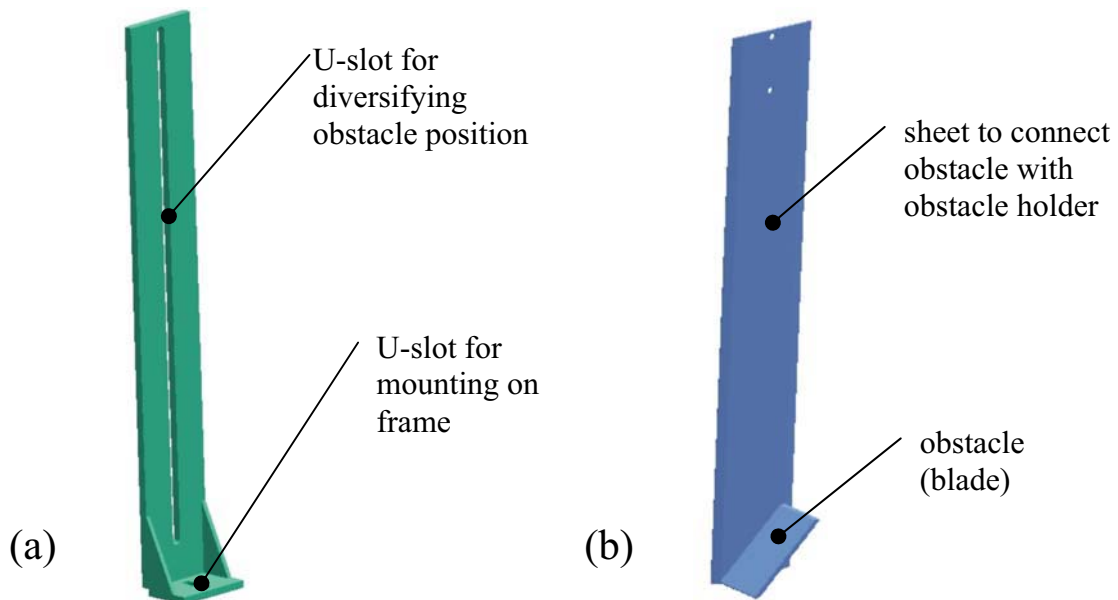 U-slot for
diversifying
obstacle position
U-slot for
mounting on
frame
(a)
sheet to connect
obstacle with
obstacle holder
obstacle
(blade)
(b)